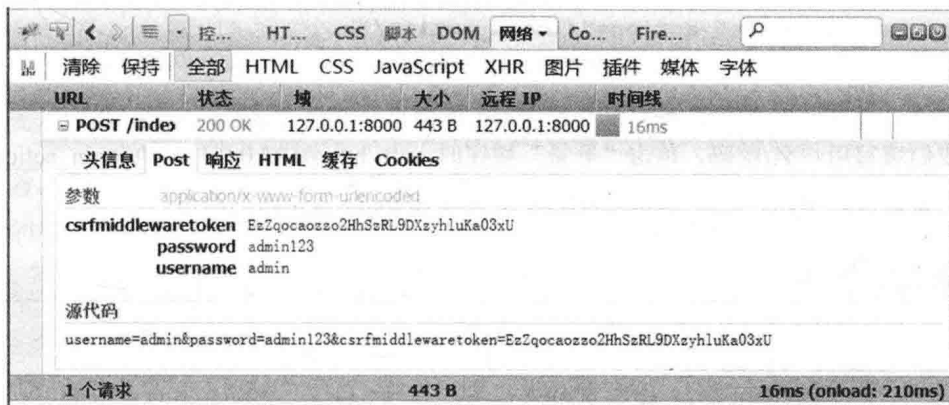 控... HT... CSS 脚本 DOM 网络 Co... Fire...
清除 保持 全部 HTML CSS JavaScript XHR 图片 插件 媒体 字体
URL 状态 域 大小 远程 IP 时间线
POST /index 200 OK 127.0.0.1:8000 443 B 127.0.0.1:8000 16ms
头信息 Post 响应 HTML 缓存 Cookies
参数 application/x-www-form-urlencoded
csrfmiddlewaretoken EzZqocaozzo2HhSzRL9DXzyhluKa03xU
password admin123
username admin
源代码
username=admin&password=admin123&csrfmiddlewaretoken=EzZqocaozzo2HhSzRL9DXzyhluKa03xU
1 个请求 443 B 16ms (onload: 210ms)